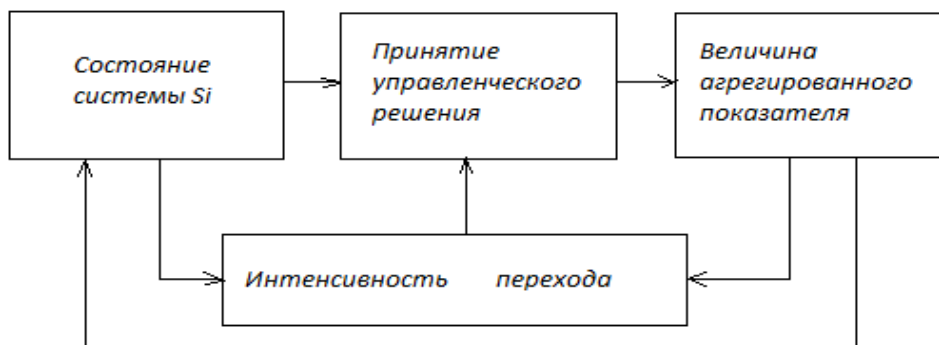 Состояние
системы Si
Принятие
управленческого
решения
Величина
агрегированного
показателя
Интенсивность перехода